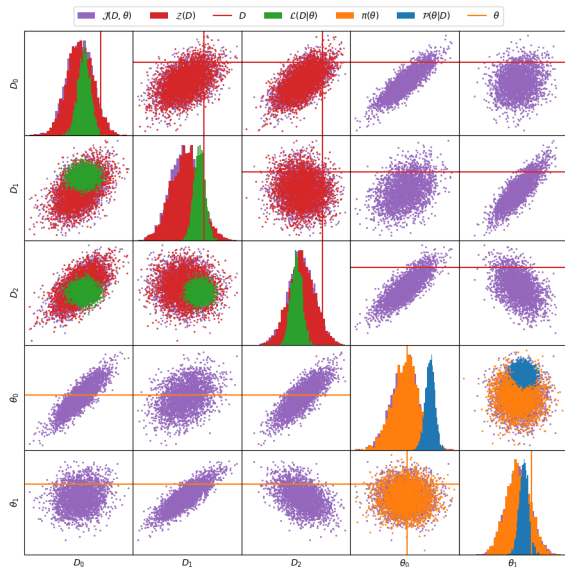 𝒥(D, θ) 𝒵(D) D ℒ(D|θ) π(θ) 𝒫(θ|D) θ
D₀
D₁
D₂
θ₀
θ₁
D₀ D₁ D₂ θ₀ θ₁